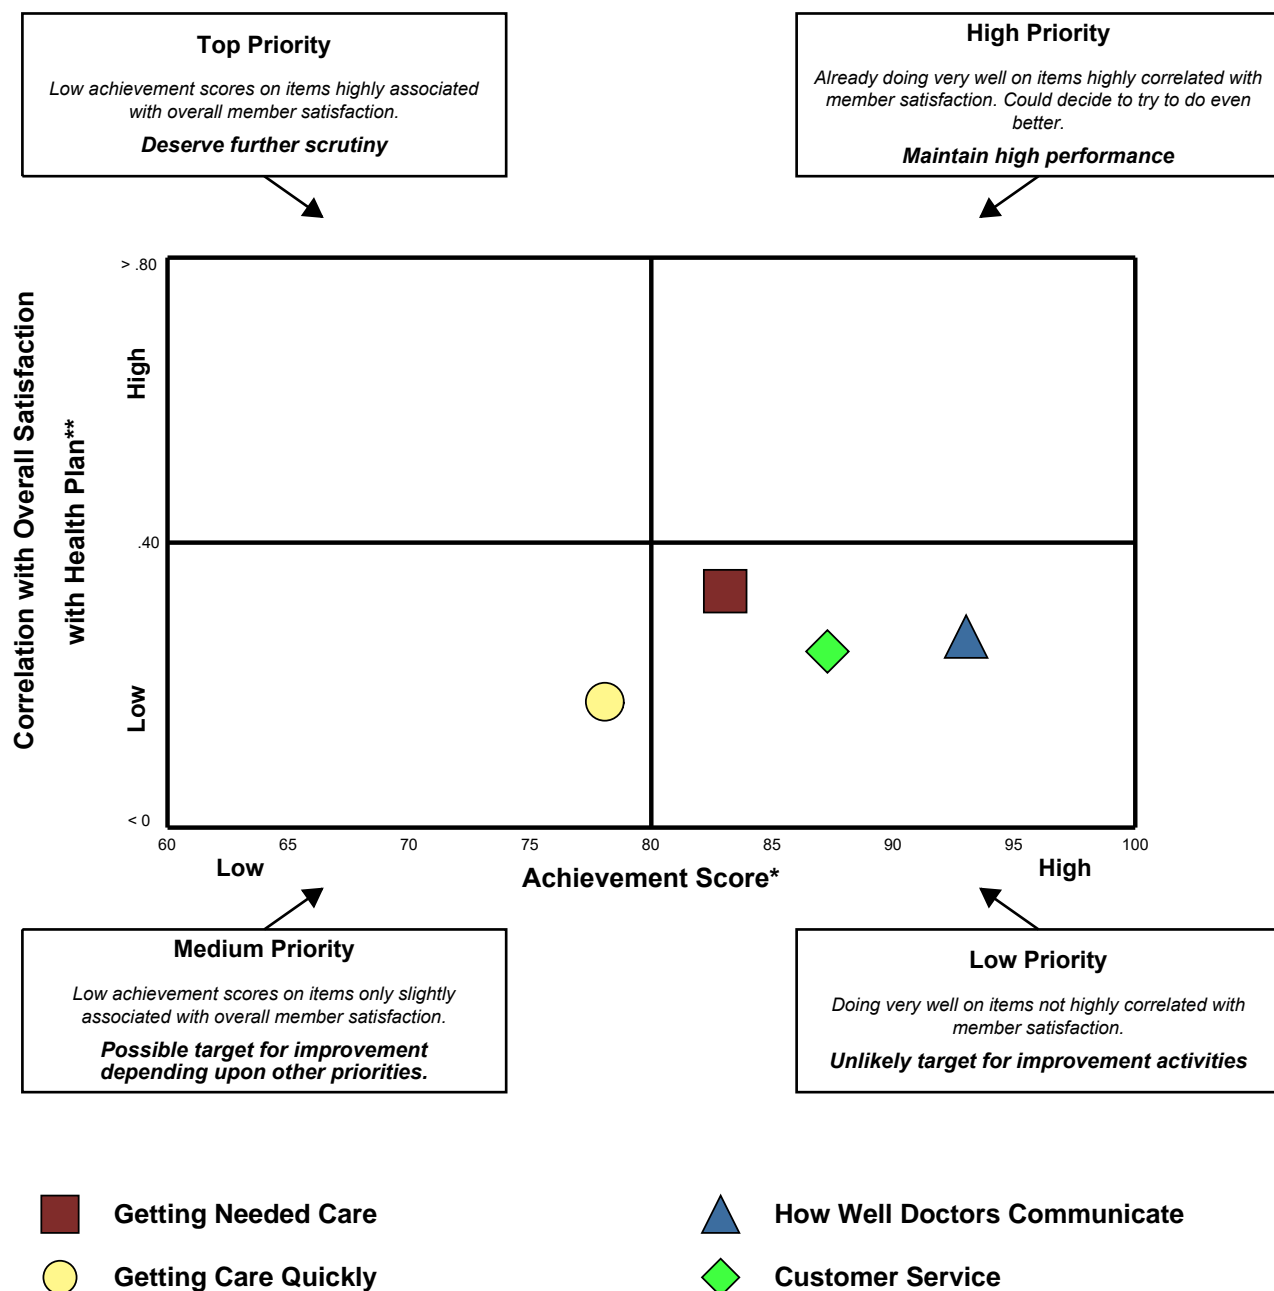 Top Priority
Low achievement scores on items highly associated
with overall member satisfaction.
Deserve further scrutiny
High Priority
Already doing very well on items highly correlated with
member satisfaction. Could decide to try to do even
better.
Maintain high performance
Correlation with Overall Satisfaction
with Health Plan**
> .80
High
.40
Low
< 0
60 65 70 75 80 85 90 95 100
Low
Achievement Score*
High
Medium Priority
Low achievement scores on items only slightly
associated with overall member satisfaction.
Possible target for improvement
depending upon other priorities.
Low Priority
Doing very well on items not highly correlated with
member satisfaction.
Unlikely target for improvement activities
Getting Needed Care
How Well Doctors Communicate
Getting Care Quickly
Customer Service